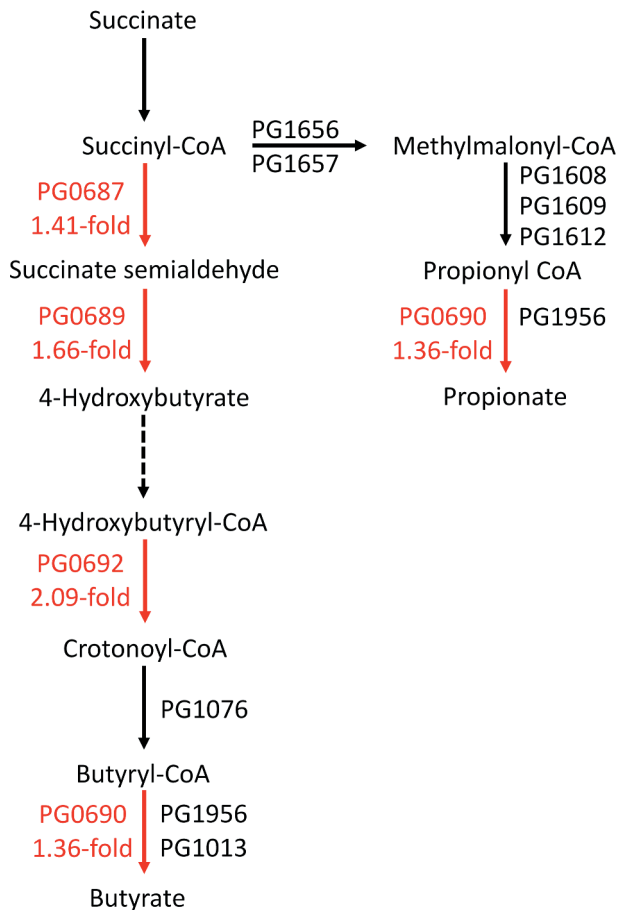 Succinate
Succinyl-CoA
PG1656
PG1657
Methylmalonyl-CoA
PG0687
1.41-fold
PG1608
PG1609
PG1612
Succinate semialdehyde
Propionyl CoA
PG0689
1.66-fold
PG0690
1.36-fold
PG1956
4-Hydroxybutyrate
Propionate
4-Hydroxybutyryl-CoA
PG0692
2.09-fold
Crotonoyl-CoA
PG1076
Butyryl-CoA
PG0690
1.36-fold
PG1956
PG1013
Butyrate